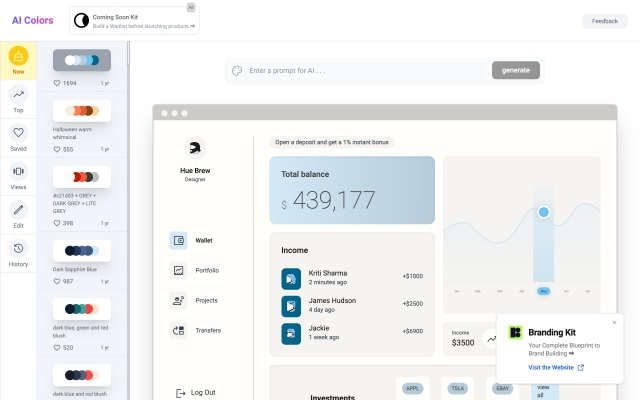 AI Colors
Ad
Coming Soon Kit
Build a Waitlist before launching products ⇒
Feedback
New
Top
Saved
Views
Edit
History
1694
1 yr
Halloween warm
whimsical
555
1 yr
#c21d03 + GREY +
DARK GREY + LITE
GREY
398
1 yr
Dark Sapphire Blue
987
1 yr
dark blue, green and red
blush
520
1 yr
dark blue and red blush
Enter a prompt for AI . . .
generate
Hue Brew
Designer
Wallet
Portfolio
Projects
Transfers
Log Out
Open a deposit and get a 1% instant bonus
Total balance
$ 439,177
Income
Kriti Sharma
2 minutes ago
+$1000
James Hudson
4 day ago
+$2500
Jackie
1 week ago
+$6900
Income
$3500
Investments
APPL
TSLA
EBAY
view
all
×
Branding Kit
Your Complete Blueprint to
Brand Building ⇒
Visit the Website